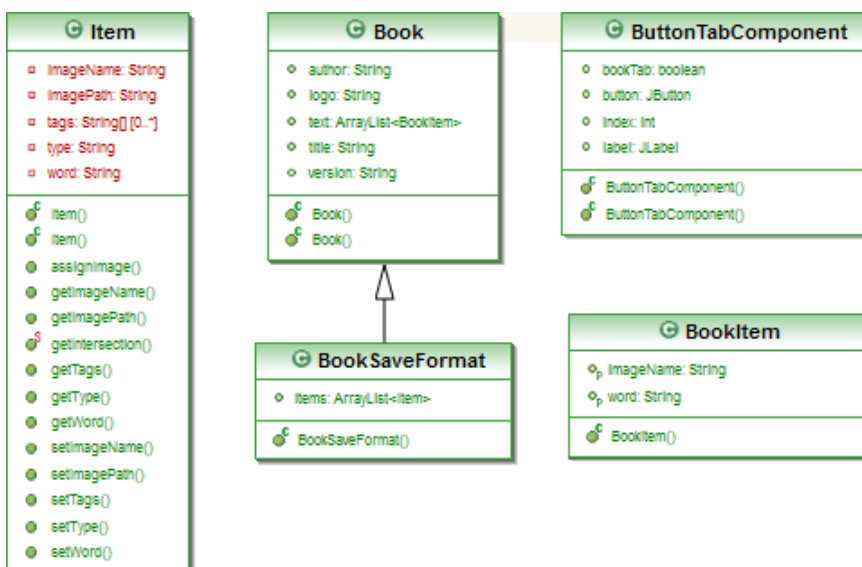 Item
imageName: String
imagePath: String
tags: String[] [0..*]
type: String
word: String
Item()
Item()
assignImage()
getImageName()
getImagePath()
getIntersection()
getTags()
getType()
getWord()
setImageName()
setImagePath()
setTags()
setType()
setWord()
Book
author: String
logo: String
text: ArrayList<BookItem>
title: String
version: String
Book()
Book()
BookSaveFormat
items: ArrayList<Item>
BookSaveFormat()
ButtonTabComponent
bookTab: boolean
button: JButton
index: int
label: JLabel
ButtonTabComponent()
ButtonTabComponent()
BookItem
imageName: String
word: String
BookItem()